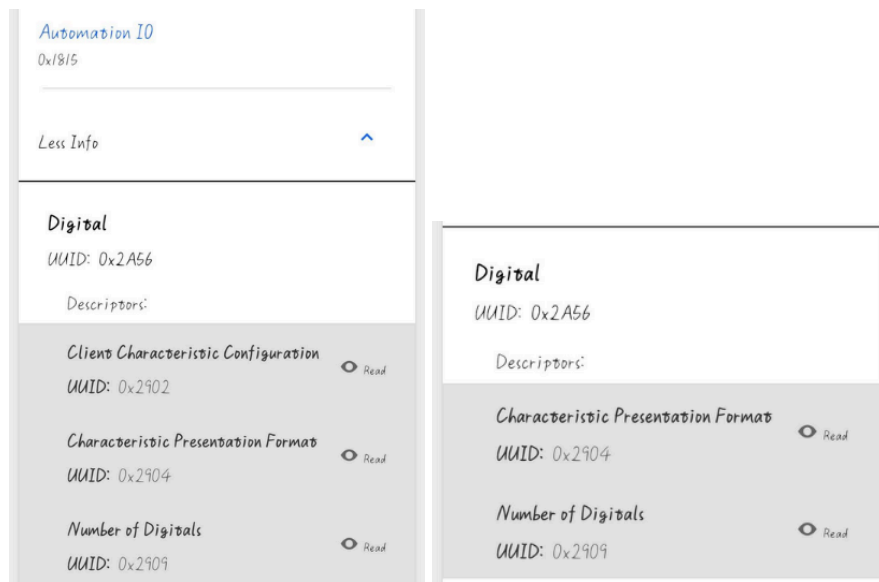 Automation IO
0x1815
Less Info
Digital
UUID: 0x2A56
Descriptors:
Client Characteristic Configuration
Read
UUID: 0x2902
Characteristic Presentation Format
Read
UUID: 0x2904
Number of Digitals
Read
UUID: 0x2909
Digital
UUID: 0x2A56
Descriptors:
Characteristic Presentation Format
Read
UUID: 0x2904
Number of Digitals
Read
UUID: 0x2909